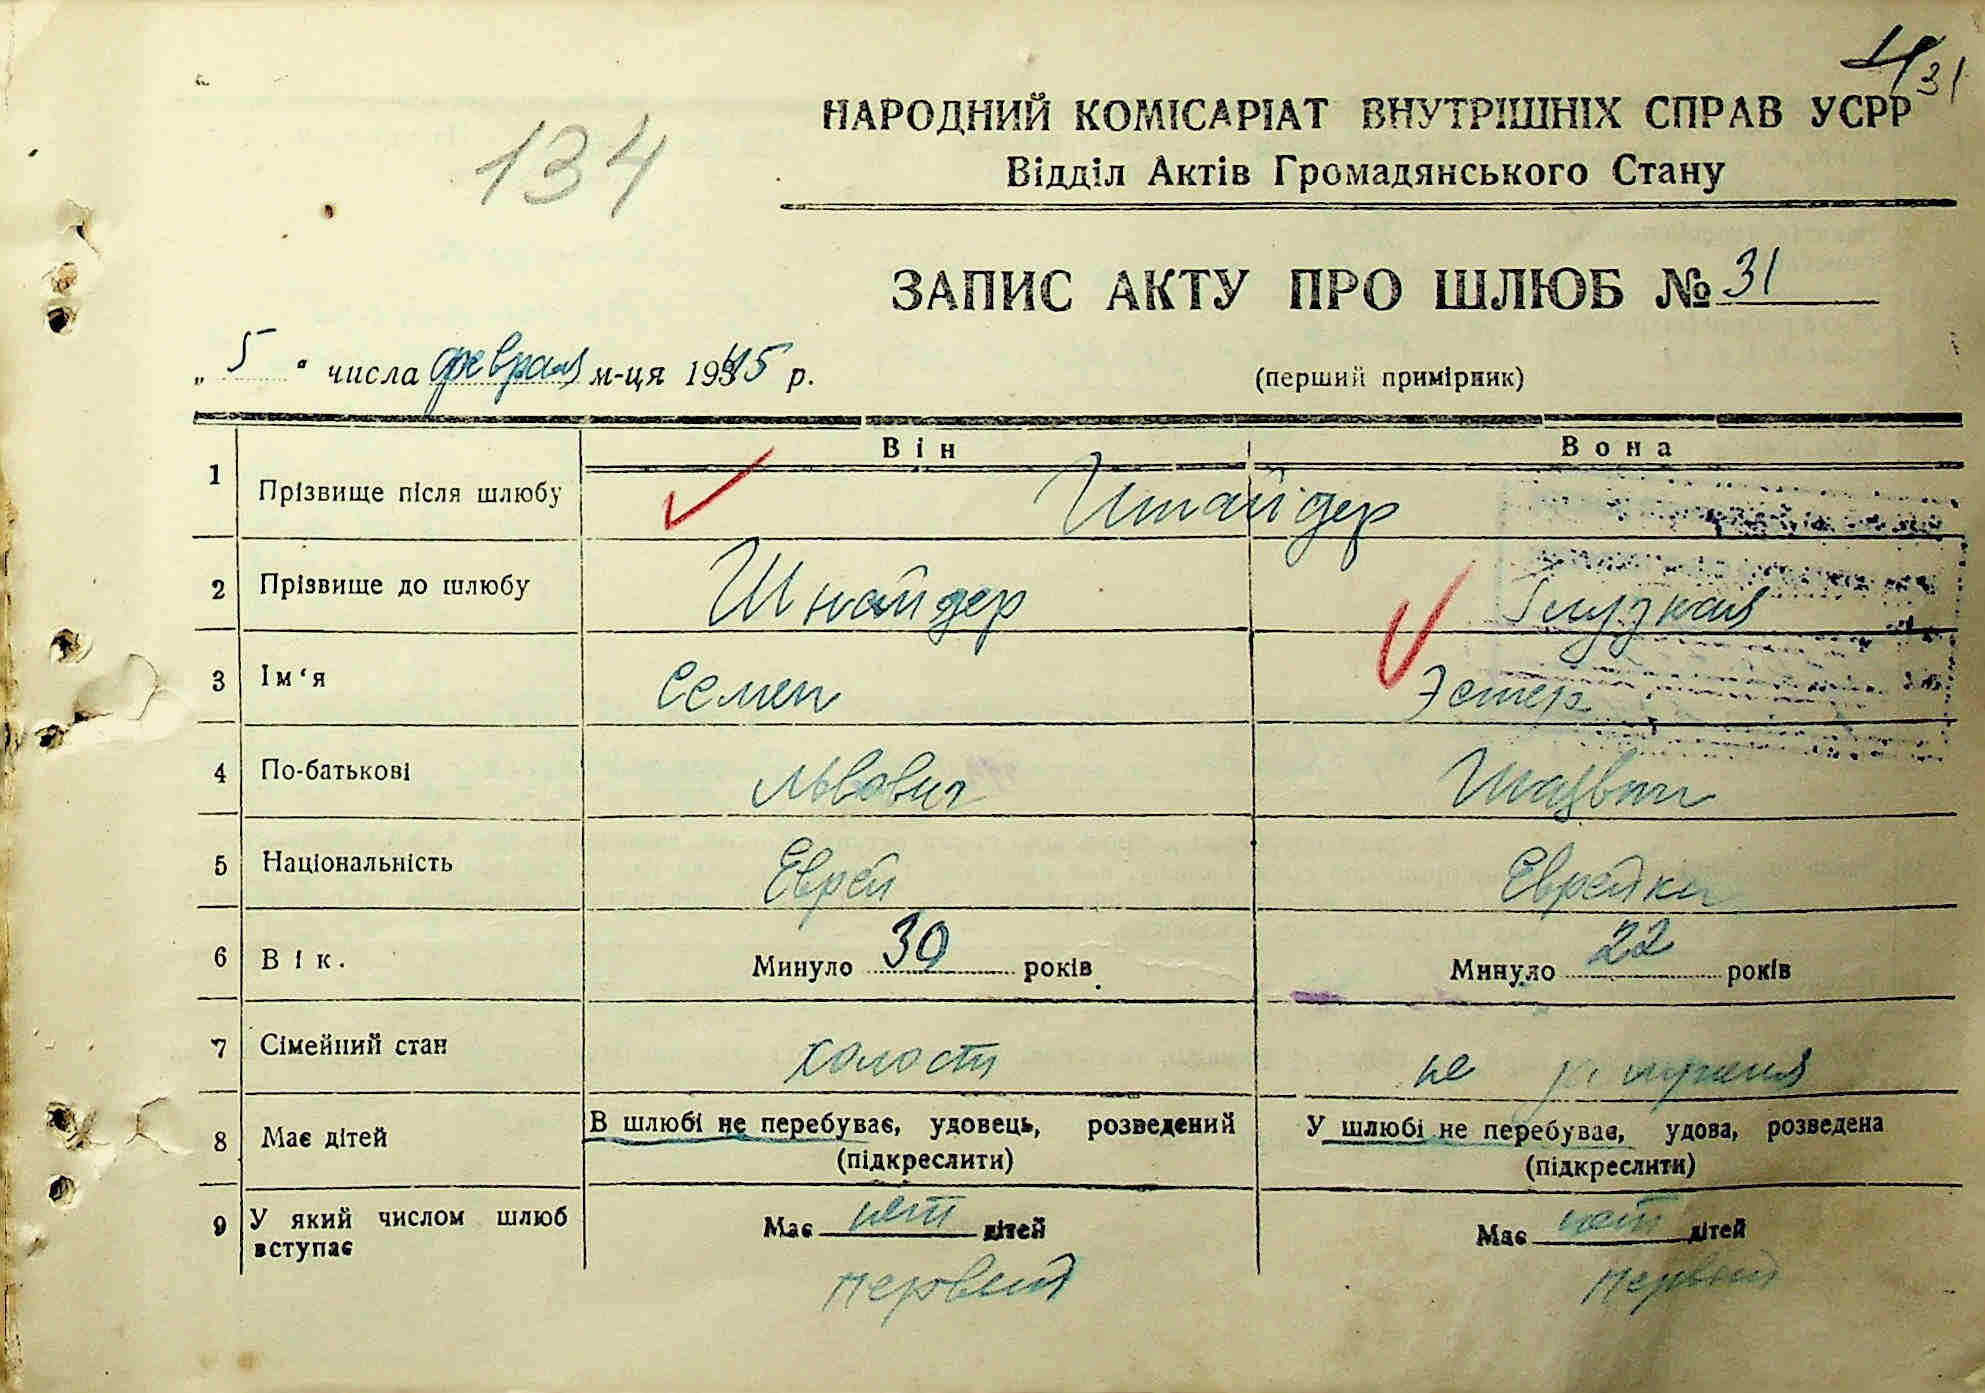 31
НАРОДНИЙ КОМІСАРІАТ ВНУТРІШНІХ СПРАВ УСРР
134
Відділ Актів Громадянського Стану
ЗАПИС АКТУ ПРО ШЛЮБ № 31
„ 5 “ числа февраля м-ця 1945 р.
(перший примірник)
Він Вона
1 Прізвище після шлюбу Шнайдер
2 Прізвище до шлюбу Шнайдер
3 Ім‘я Семен Эстер
4 По-батькові Львович
5 Національність Еврей Еврейка
6 Вік. Минуло 30 років Минуло 22 років
7 Сімейний стан холост не замужняя
8 Має дітей В шлюбі не перебуває, удовець, розведений У шлюбі не перебуває, удова, розведена
(підкреслити) (підкреслити)
9 У який числом шлюб вступає Має нет дітей Має нет дітей
первый первый